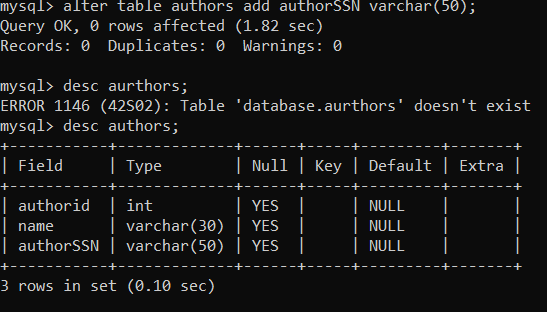 mysql> alter table authors add authorSSN varchar(50);
Query OK, 0 rows affected (1.82 sec)
Records: 0  Duplicates: 0  Warnings: 0

mysql> desc aurthors;
ERROR 1146 (42S02): Table 'database.aurthors' doesn't exist
mysql> desc authors;
+-----------+-------------+------+-----+---------+-------+
| Field     | Type        | Null | Key | Default | Extra |
+-----------+-------------+------+-----+---------+-------+
| authorid  | int         | YES  |     | NULL    |       |
| name      | varchar(30) | YES  |     | NULL    |       |
| authorSSN | varchar(50) | YES  |     | NULL    |       |
+-----------+-------------+------+-----+---------+-------+
3 rows in set (0.10 sec)